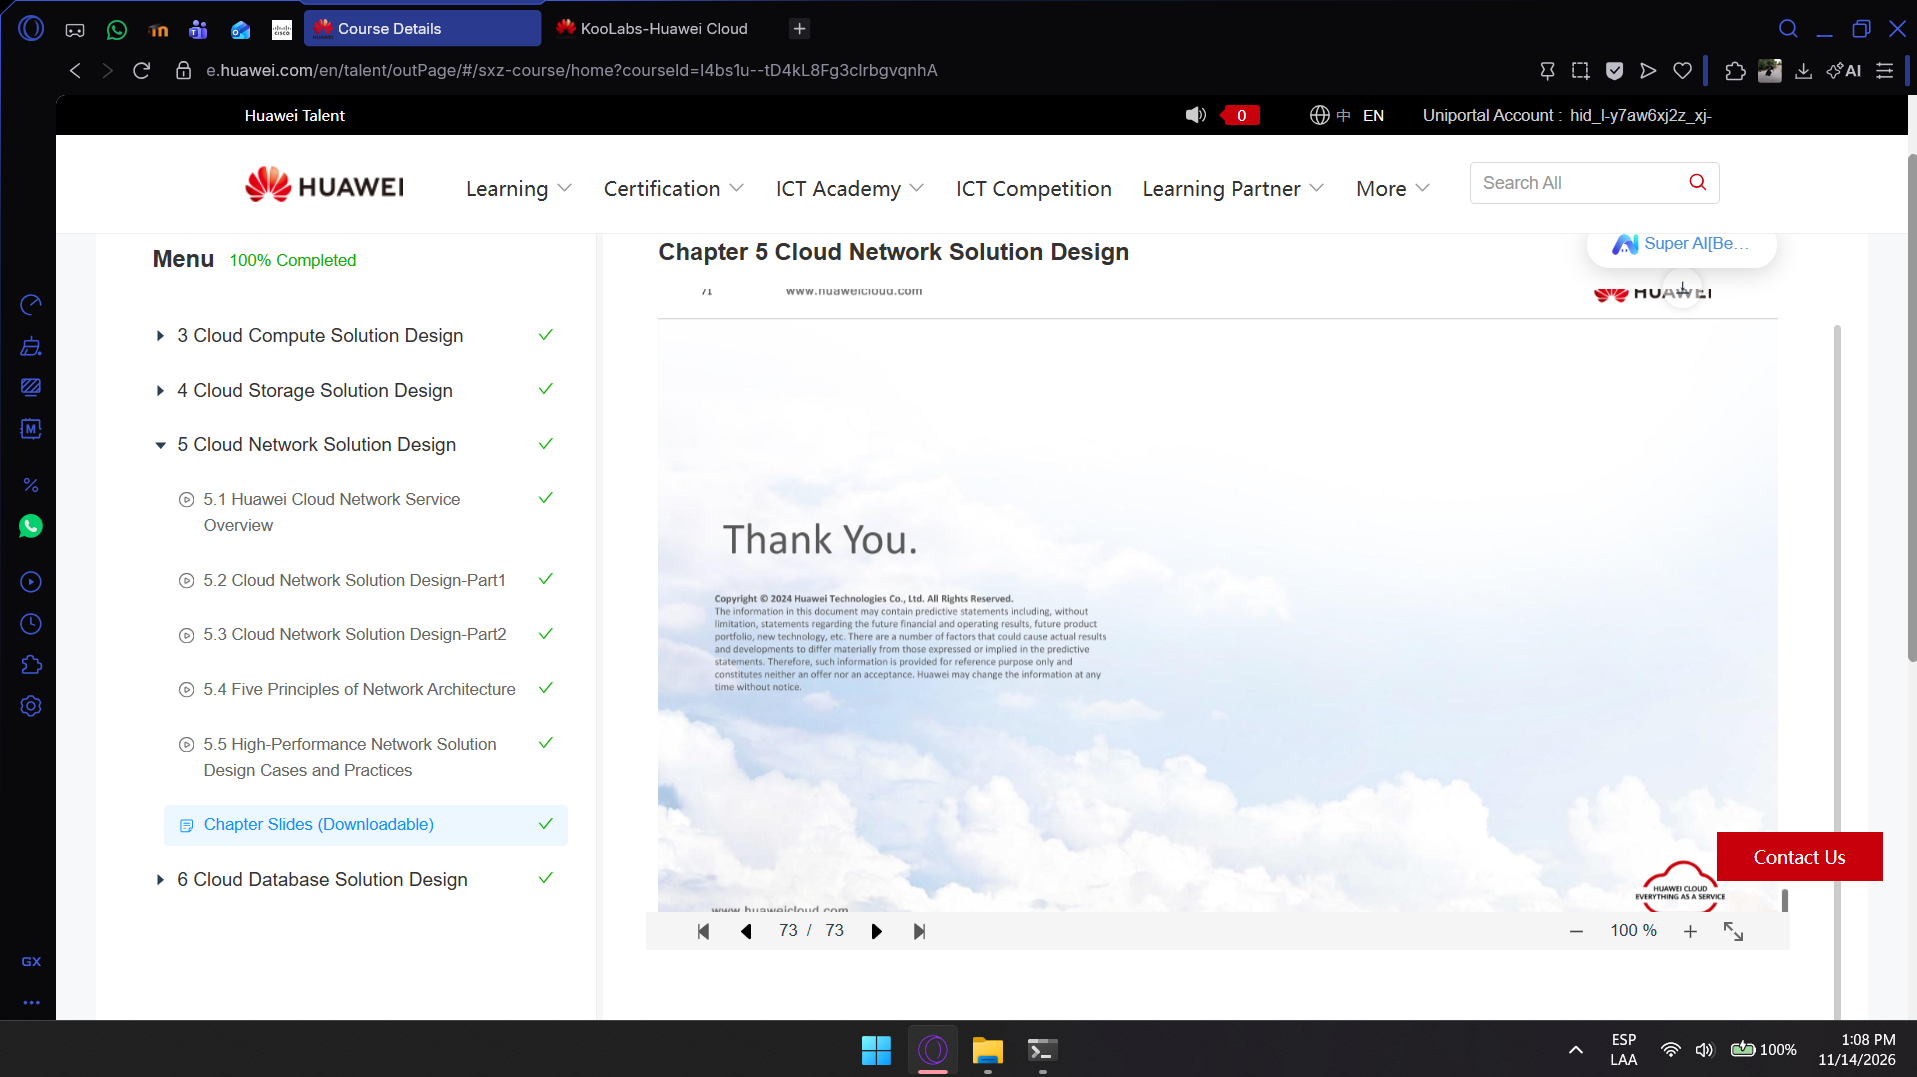 Course Details
KooLabs-Huawei Cloud
e.huawei.com/en/talent/outPage/#/sxz-course/home?courseId=I4bs1u--tD4kL8Fg3cIrbgvqnhA
AI
Huawei Talent
0
中 EN
Uniportal Account : hid_l-y7aw6xj2z_xj-
HUAWEI
Learning
Certification
ICT Academy
ICT Competition
Learning Partner
More
Search All
Menu 100% Completed
3 Cloud Compute Solution Design
4 Cloud Storage Solution Design
5 Cloud Network Solution Design
5.1 Huawei Cloud Network Service
Overview
5.2 Cloud Network Solution Design-Part1
5.3 Cloud Network Solution Design-Part2
5.4 Five Principles of Network Architecture
5.5 High-Performance Network Solution
Design Cases and Practices
Chapter Slides (Downloadable)
6 Cloud Database Solution Design
Chapter 5 Cloud Network Solution Design
Super AI[Be...
71 www.huaweicloud.com
HUAWEI
Thank You.
Copyright © 2024 Huawei Technologies Co., Ltd. All Rights Reserved.
The information in this document may contain predictive statements including, without
limitation, statements regarding the future financial and operating results, future product
portfolio, new technology, etc. There are a number of factors that could cause actual results
and developments to differ materially from those expressed or implied in the predictive
statements. Therefore, such information is provided for reference purpose only and
constitutes neither an offer nor an acceptance. Huawei may change the information at any
time without notice.
HUAWEI CLOUD
EVERYTHING AS A SERVICE
www.huaweicloud.com
Contact Us
73 / 73
100 %
GX
ESP
LAA
100%
1:08 PM
11/14/2026